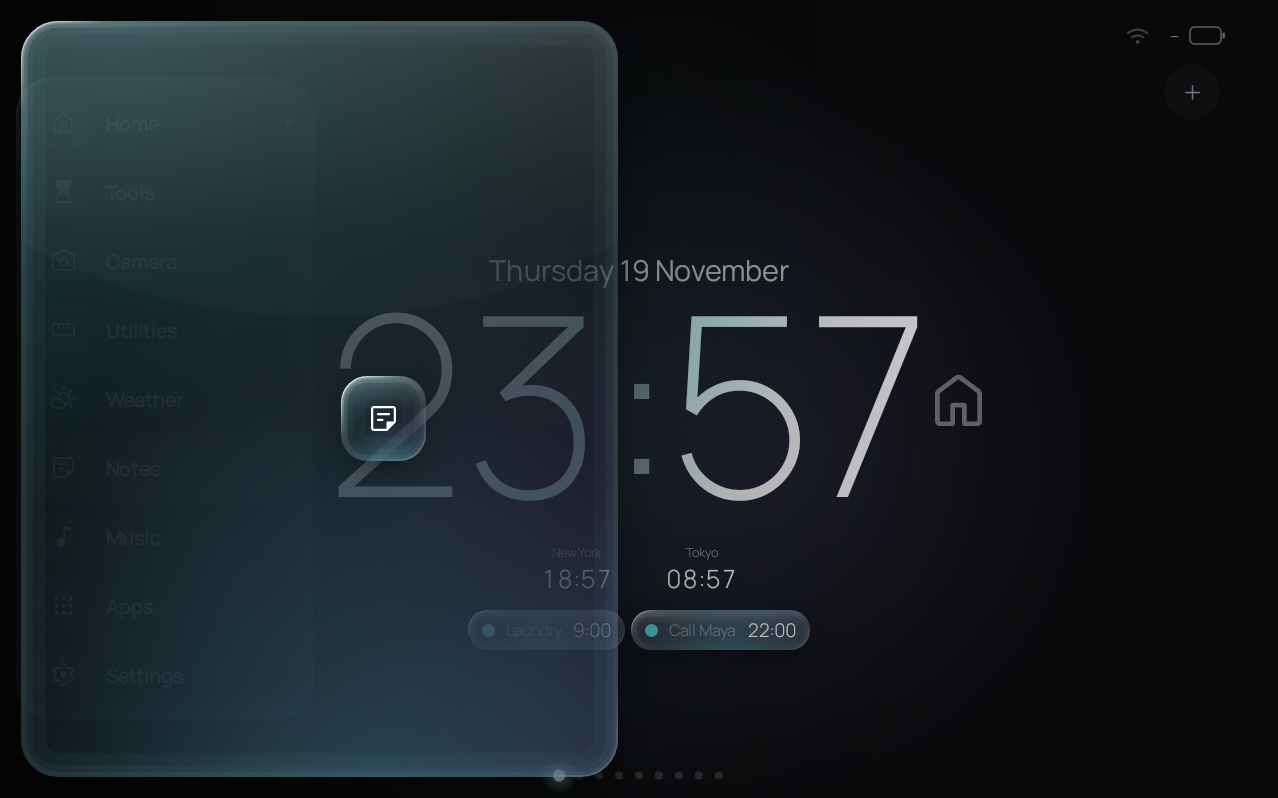 Home
Tools
Camera
Utilities
Weather
Notes
Music
Apps
Settings
Thursday 19 November
23:57
New York
18:57
Tokyo
08:57
Laundry 9:00
Call Maya 22:00